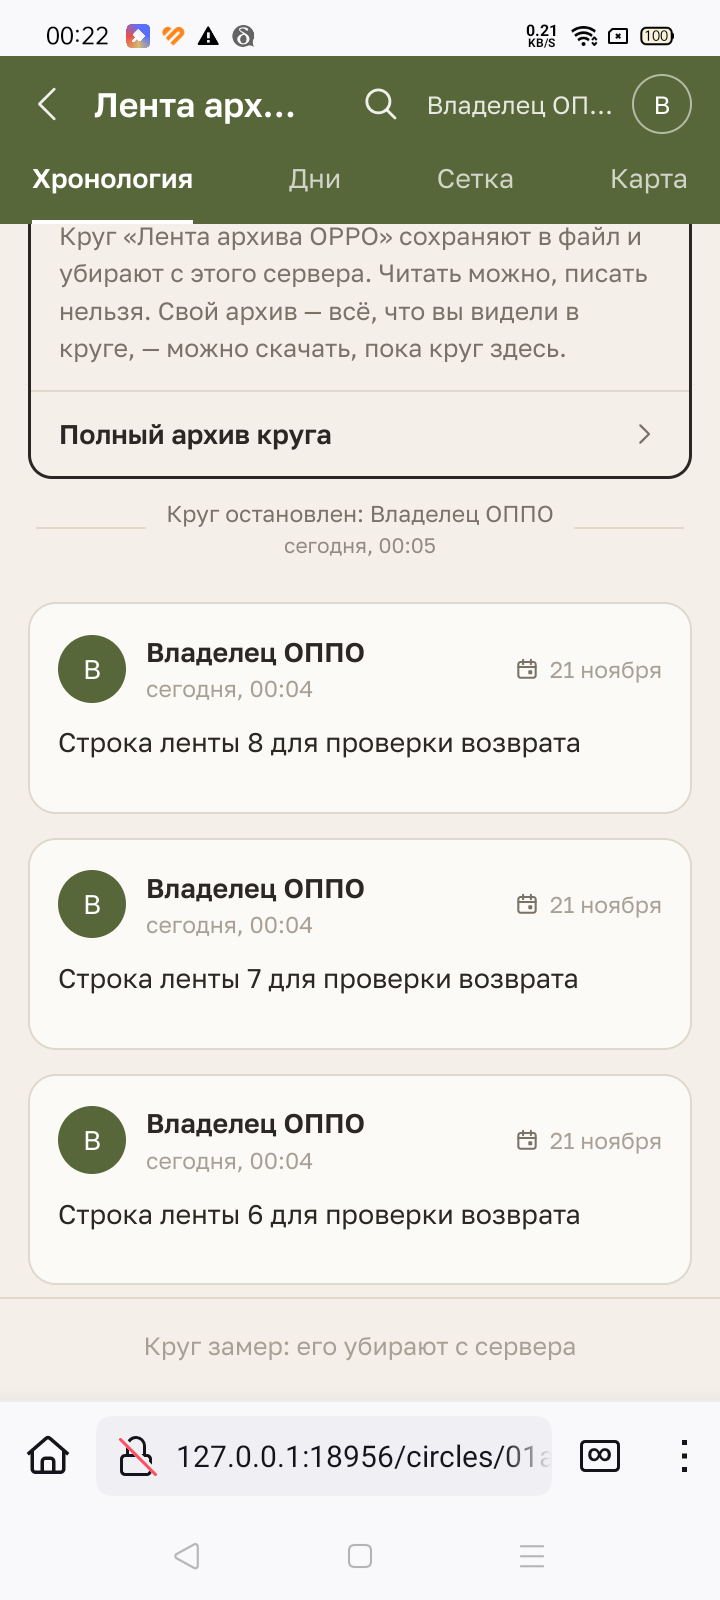 00:22
0.21
KB/S
100
Лента арх...
Владелец ОП...
В
Хронология
Дни
Сетка
Карта
Круг «Лента архива ОРРО» сохраняют в файл и
убирают с этого сервера. Читать можно, писать
нельзя. Свой архив — всё, что вы видели в
круге, — можно скачать, пока круг здесь.
Полный архив круга
Круг остановлен: Владелец ОППО
сегодня, 00:05
В
Владелец ОППО
сегодня, 00:04
21 ноября
Строка ленты 8 для проверки возврата
В
Владелец ОППО
сегодня, 00:04
21 ноября
Строка ленты 7 для проверки возврата
В
Владелец ОППО
сегодня, 00:04
21 ноября
Строка ленты 6 для проверки возврата
Круг замер: его убирают с сервера
127.0.0.1:18956/circles/01a